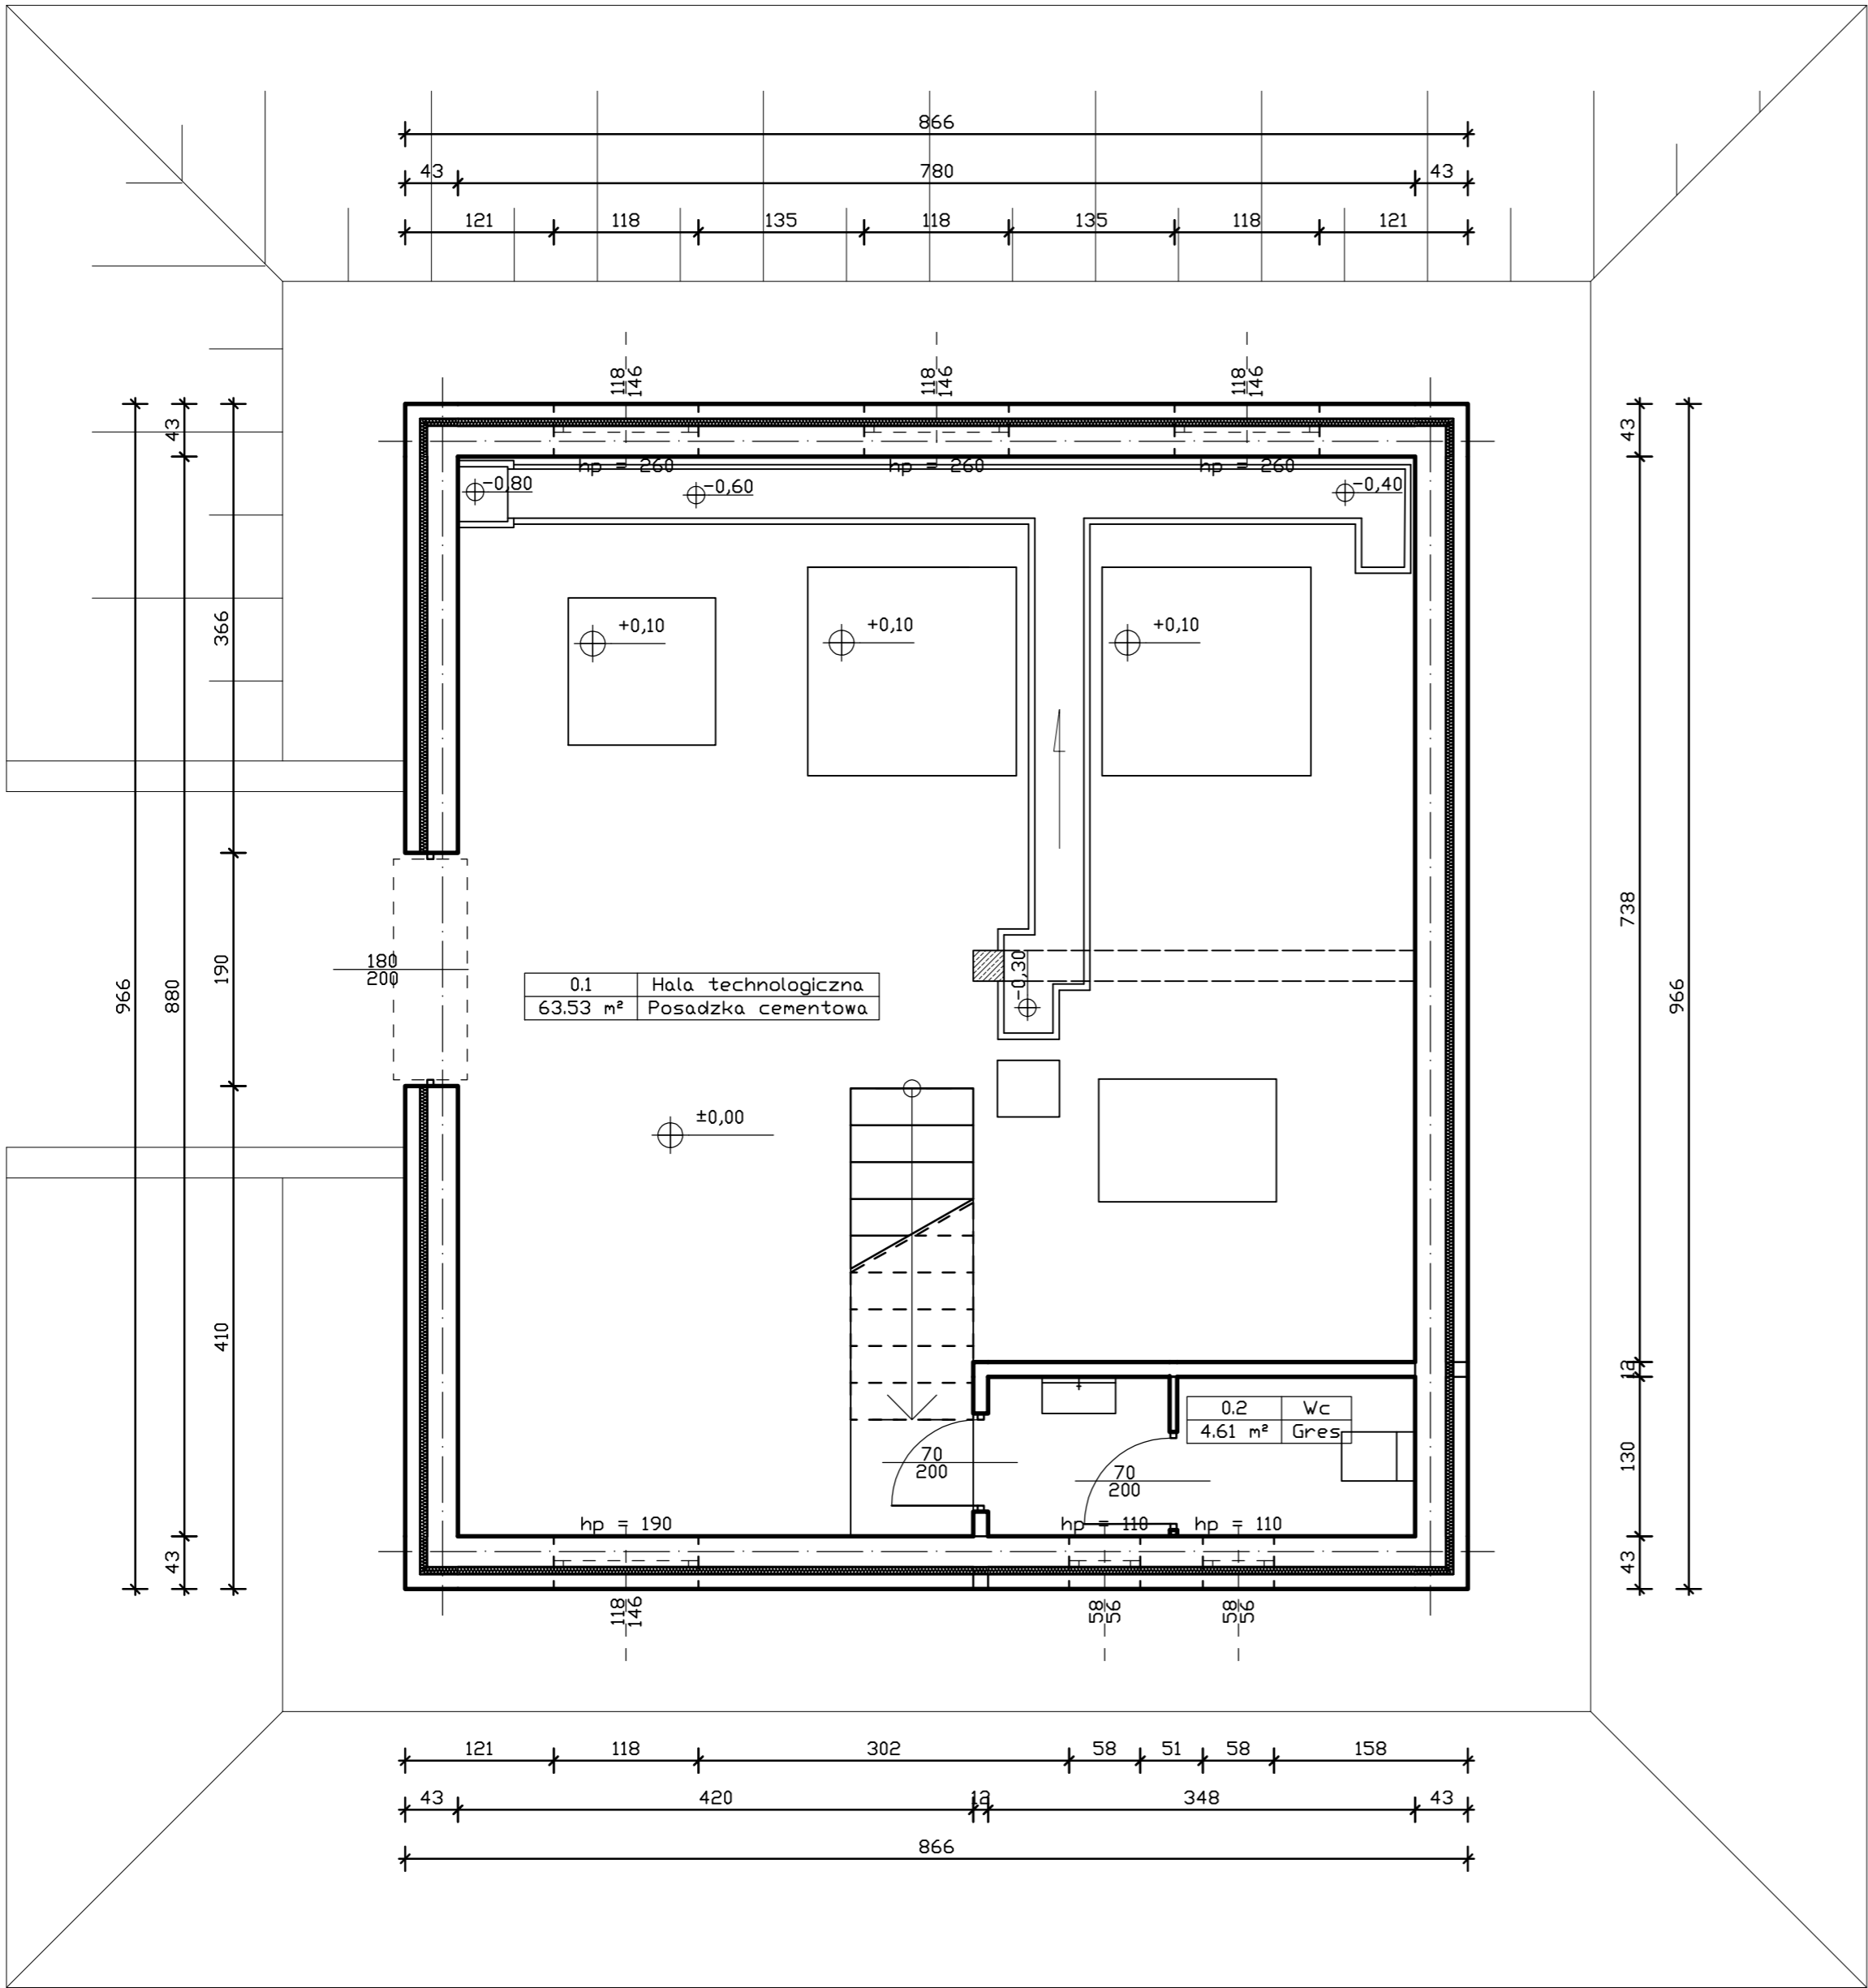 866
43 780 43
121 118 135 118 135 118 121
118 146 118 146 118 146
hp = 260 hp = 260 hp = 260
-0,80 -0,60 -0,40
+0,10 +0,10 +0,10
43
366
190
410
880
43
966
43
738
12
130
43
966
180
200
0.1 Hala technologiczna
63.53 m² Posadzka cementowa
-0,30
±0,00
0.2 Wc
4.61 m² Gres
70
200
70
200
hp = 190 hp = 110 hp = 110
118 146 58 56 58 56
121 118 302 58 51 58 158
43 420 12 348 43
866